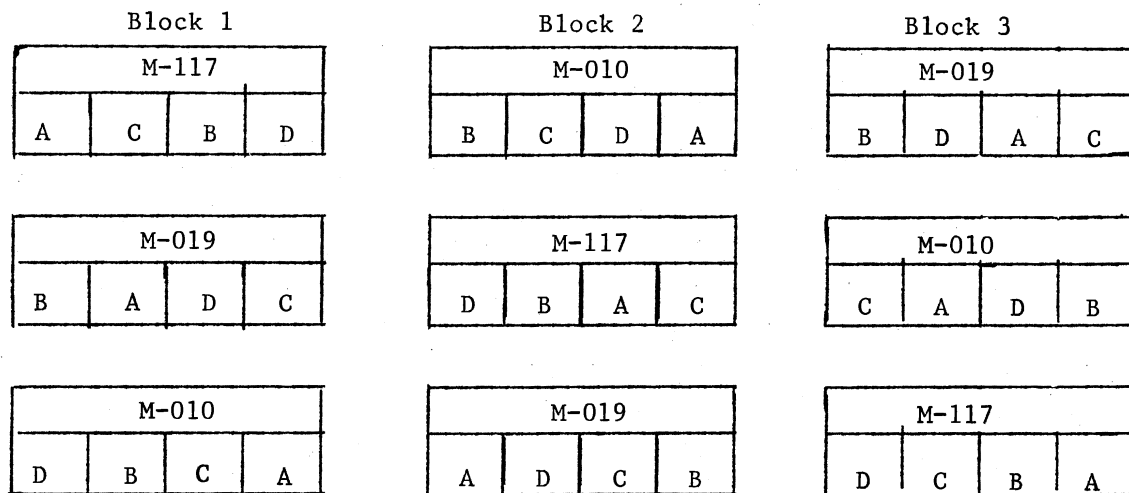 Block 1 Block 2 Block 3
M-117 M-010 M-019
A C B D B C D A B D A C
M-019 M-117 M-010
B A D C D B A C C A D B
M-010 M-019 M-117
D B C A A D C B D C B A